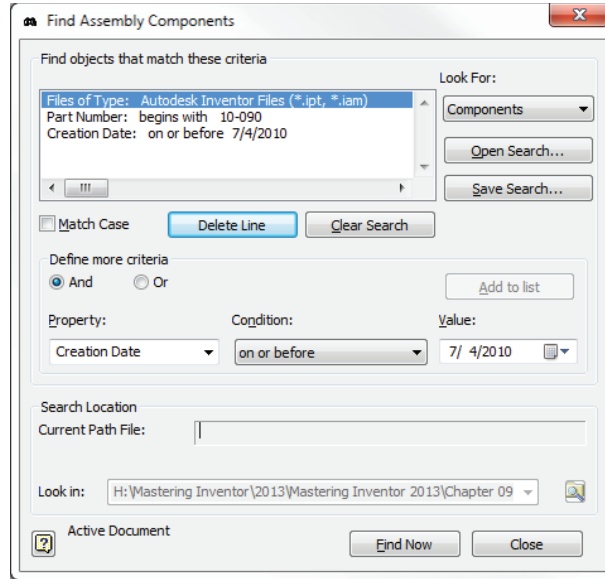 Find Assembly Components
Find objects that match these criteria
Look For:
Files of Type: Autodesk Inventor Files (*.ipt, *.iam)
Part Number: begins with 10-090
Creation Date: on or before 7/4/2010
Components
Open Search...
Save Search...
Match Case
Delete Line
Clear Search
Define more criteria
And
Or
Add to list
Property:
Condition:
Value:
Creation Date
on or before
7/ 4/2010
Search Location
Current Path File:
Look in:
H:\Mastering Inventor\2013\Mastering Inventor 2013\Chapter 09
Active Document
Find Now
Close